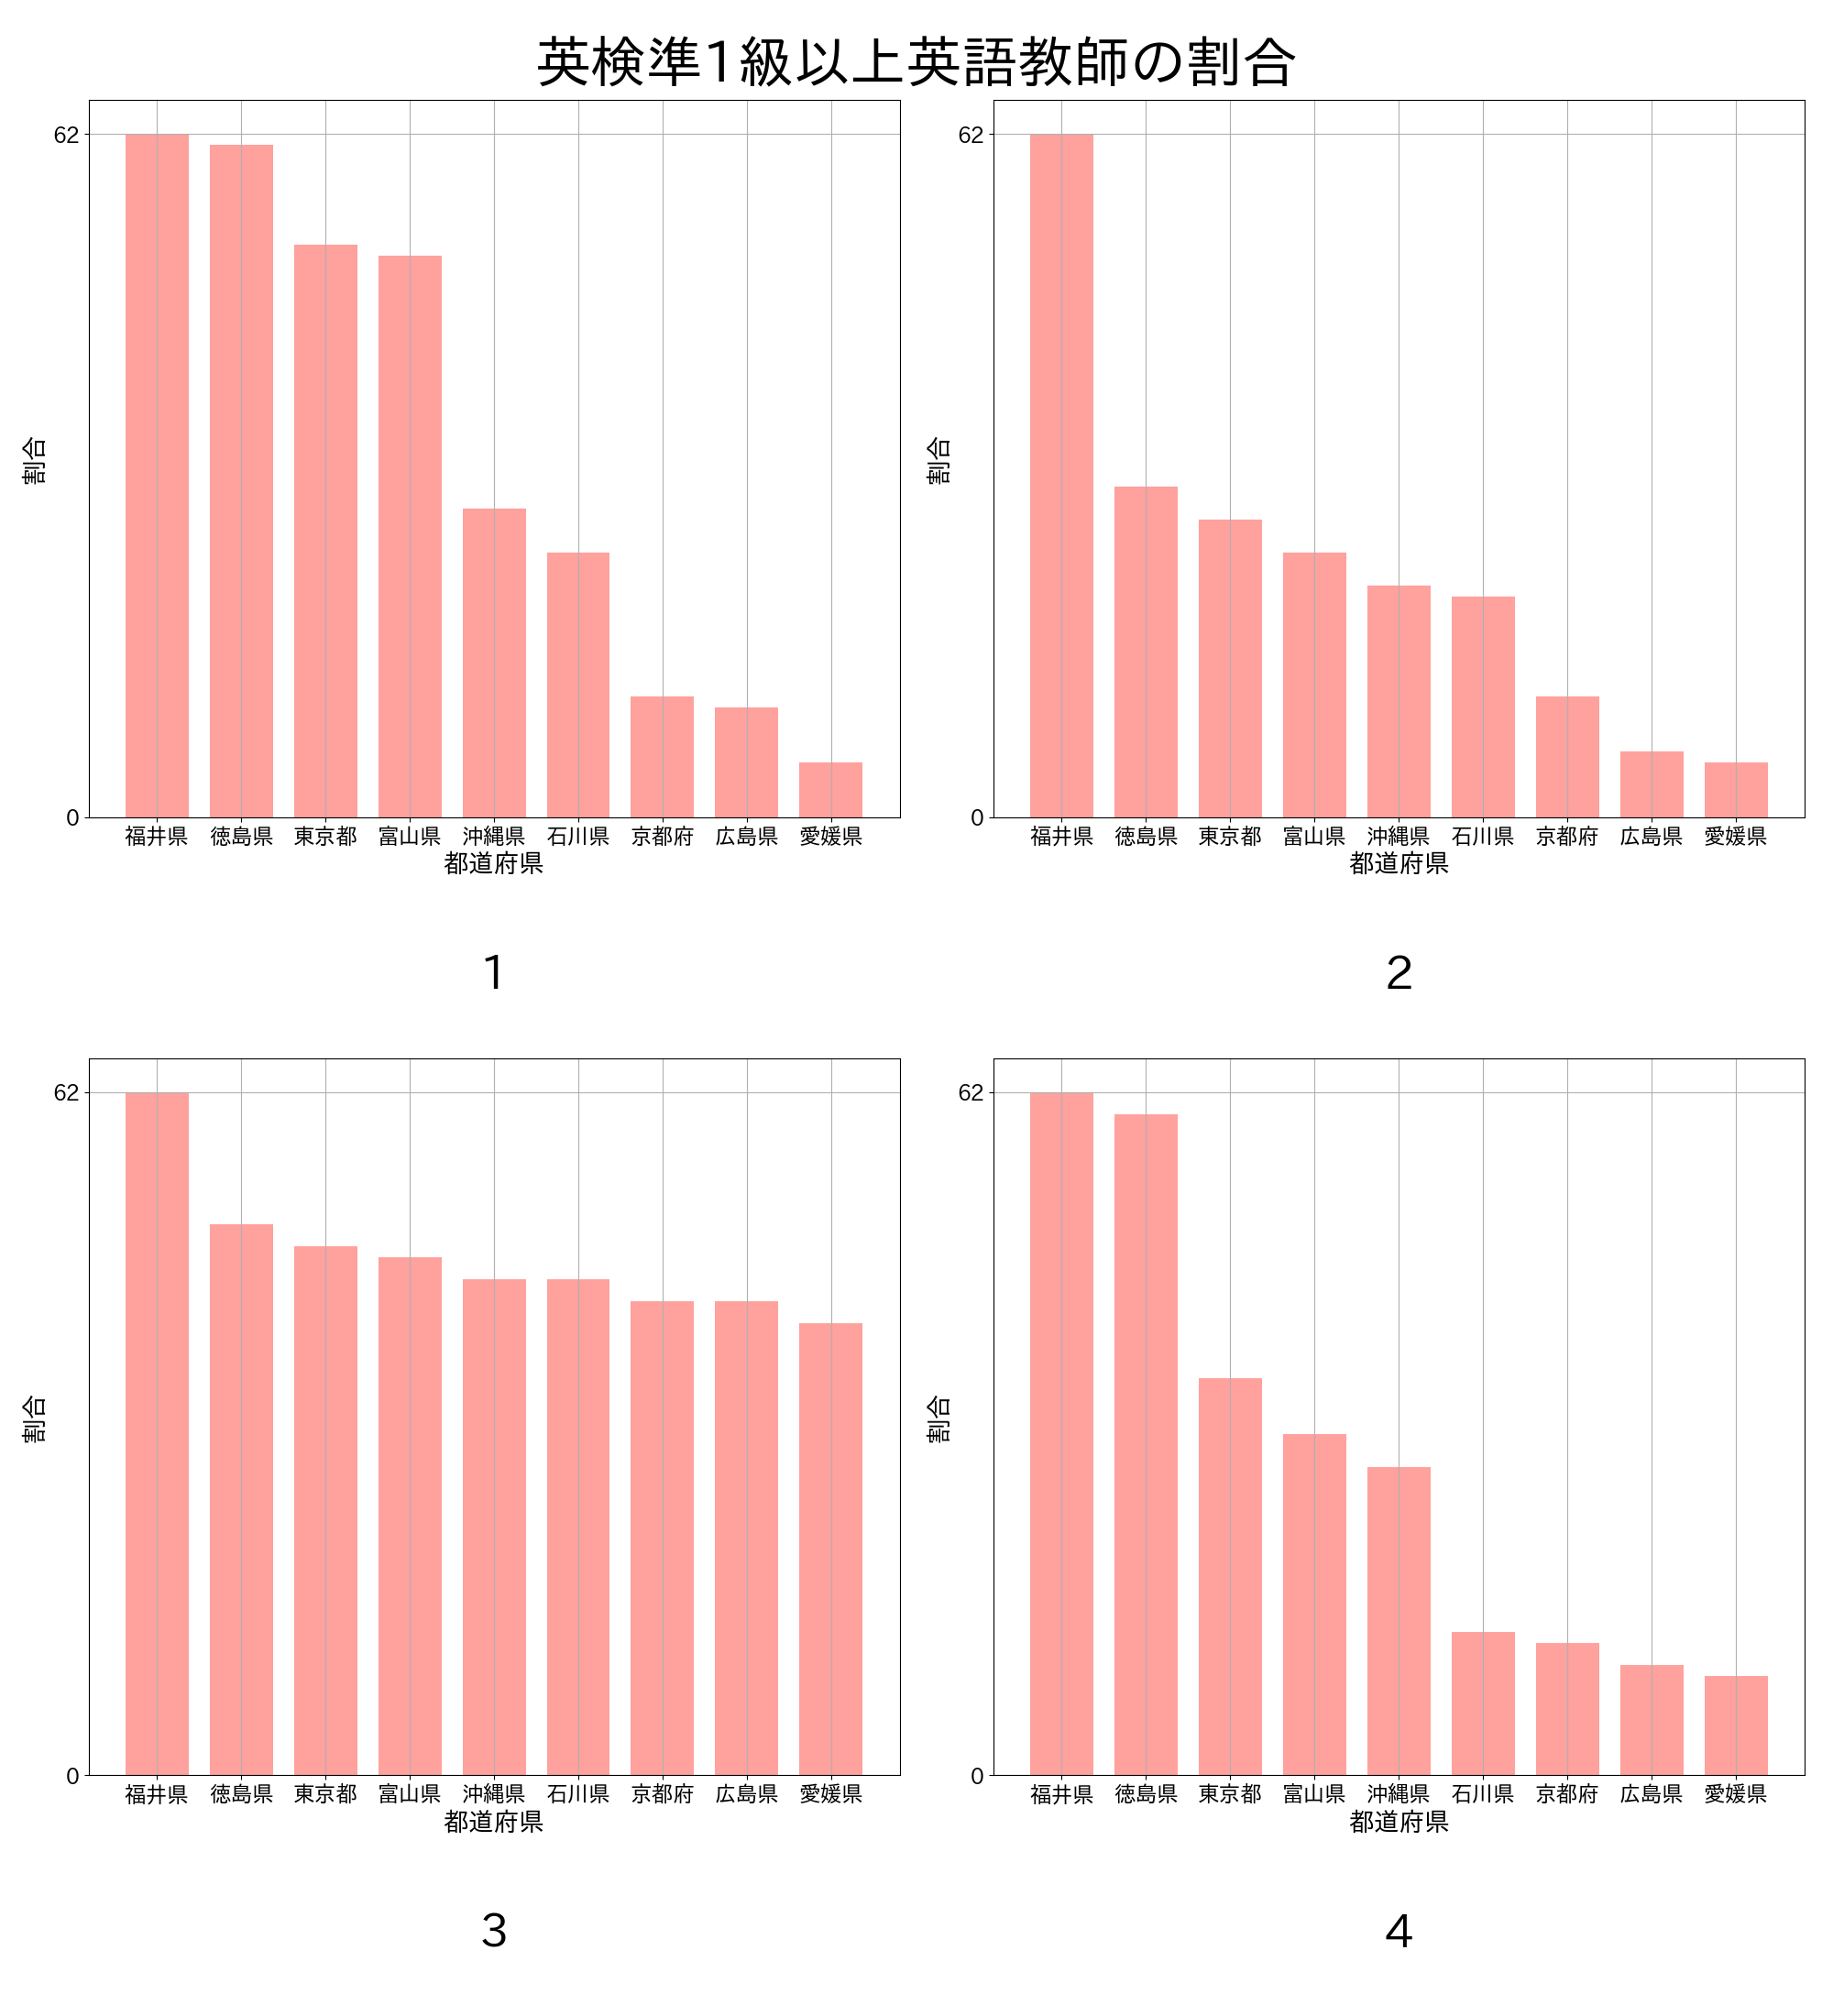 英検準1級以上英語教師の割合
62
0
割合
福井県 徳島県 東京都 富山県 沖縄県 石川県 京都府 広島県 愛媛県
都道府県
1
62
0
割合
福井県 徳島県 東京都 富山県 沖縄県 石川県 京都府 広島県 愛媛県
都道府県
2
62
0
割合
福井県 徳島県 東京都 富山県 沖縄県 石川県 京都府 広島県 愛媛県
都道府県
3
62
0
割合
福井県 徳島県 東京都 富山県 沖縄県 石川県 京都府 広島県 愛媛県
都道府県
4